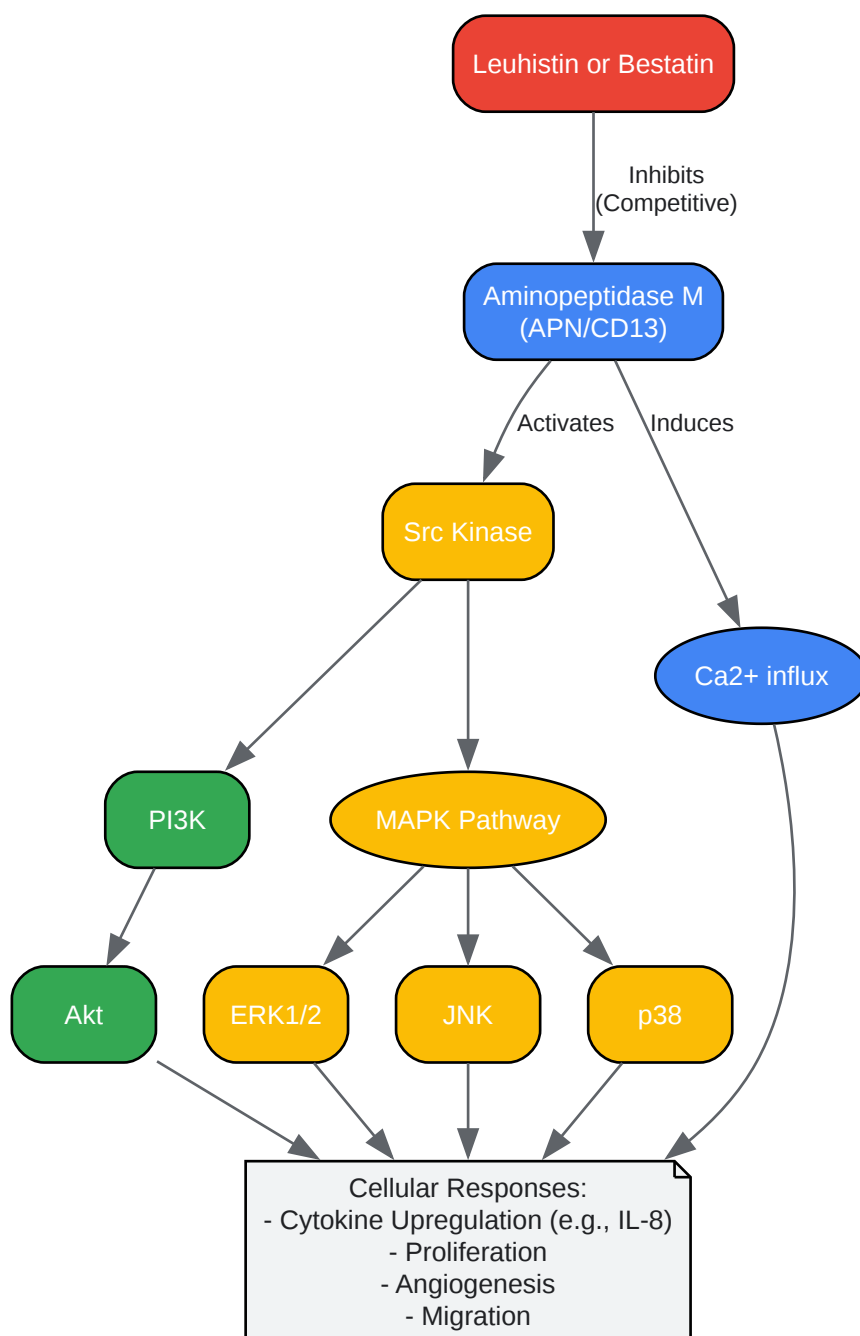 Leuhistin or Bestatin
Inhibits
(Competitive)
Aminopeptidase M
(APN/CD13)
Activates
Induces
Src Kinase
Ca2+ influx
PI3K
MAPK Pathway
Akt
ERK1/2
JNK
p38
Cellular Responses:
- Cytokine Upregulation (e.g., IL-8)
- Proliferation
- Angiogenesis
- Migration